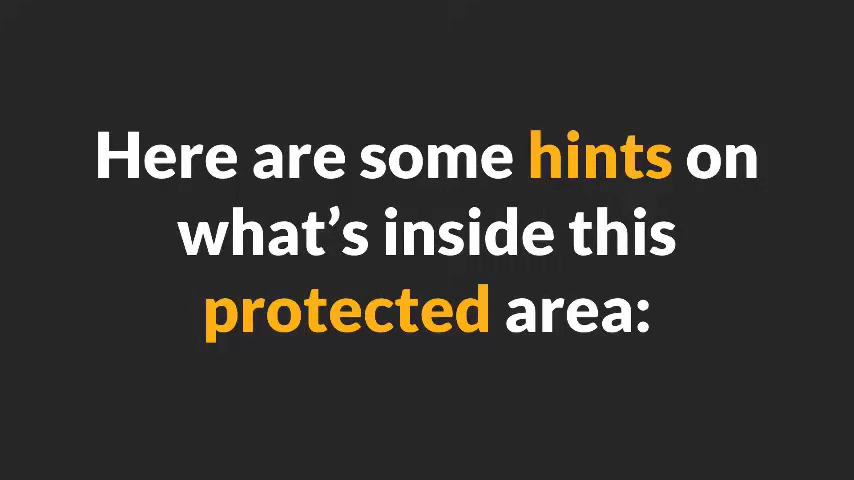 Here are some hints on
what’s inside this
protected area: